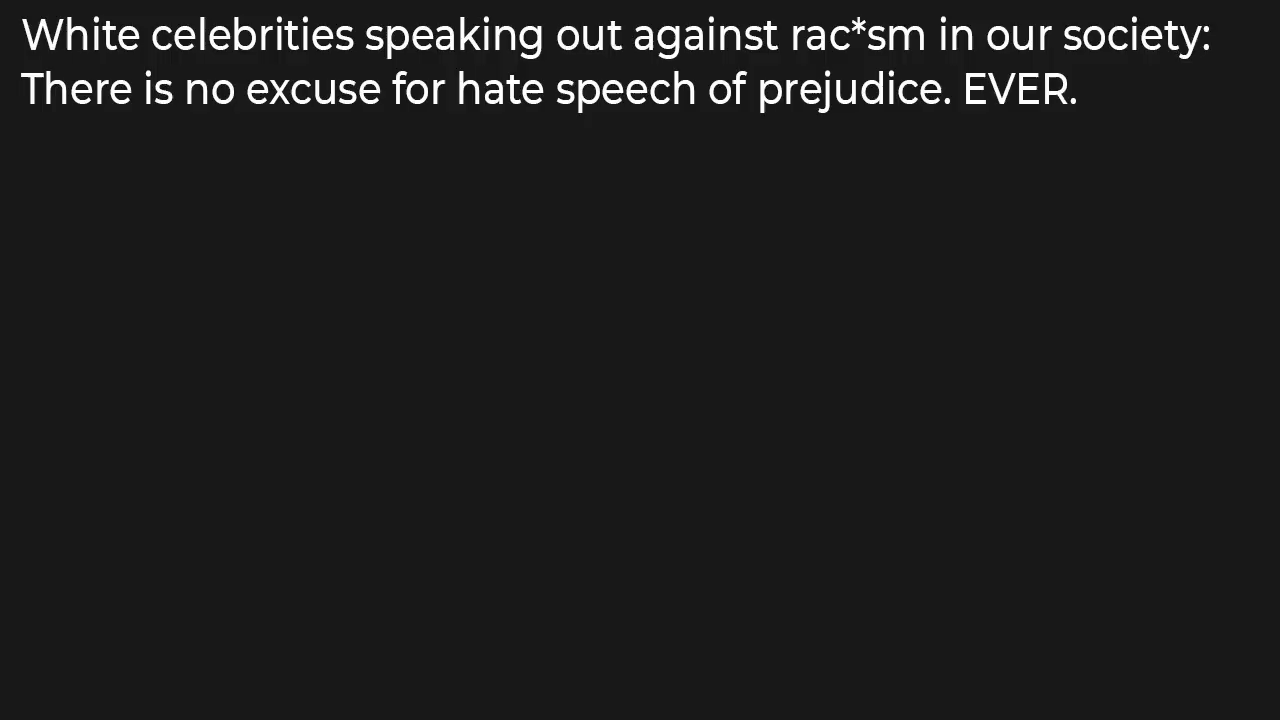 White celebrities speaking out against rac*sm in our society:
There is no excuse for hate speech of prejudice. EVER.